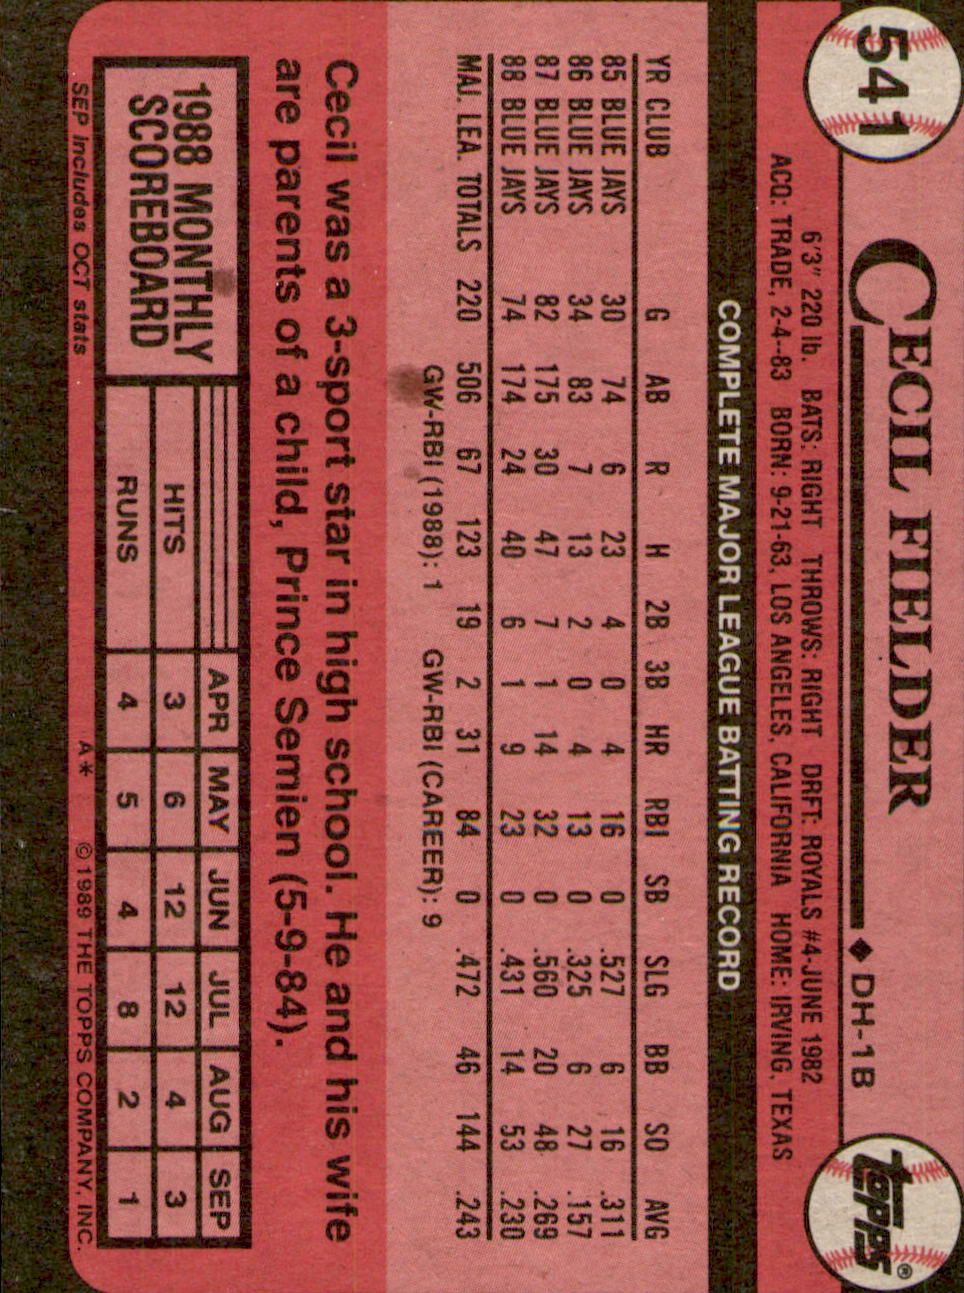 541
CECIL FIELDER ◆ DH-1B
6'3" 220 lb. BATS: RIGHT THROWS: RIGHT DRFT: ROYALS #4-JUNE 1982
ACQ: TRADE, 2-4-83 BORN: 9-21-63, LOS ANGELES, CALIFORNIA HOME: IRVING, TEXAS
TOPPS®
COMPLETE MAJOR LEAGUE BATTING RECORD
YR CLUB G AB R H 2B 3B HR RBI SB SLG BB SO AVG
85 BLUE JAYS 30 74 6 23 4 0 4 16 0 .527 6 16 .311
86 BLUE JAYS 34 83 7 13 2 0 4 13 0 .325 6 27 .157
87 BLUE JAYS 82 175 30 47 7 1 14 32 0 .560 20 48 .269
88 BLUE JAYS 74 174 24 40 6 1 9 23 0 .431 14 53 .230
MAJ. LEA. TOTALS 220 506 67 123 19 2 31 84 0 .472 46 144 .243
GW-RBI (1988): 1 GW-RBI (CAREER): 9
Cecil was a 3-sport star in high school. He and his wife
are parents of a child, Prince Semien (5-9-84).
1988 MONTHLY
SCOREBOARD
APR MAY JUN JUL AUG SEP
HITS 3 6 12 12 4 3
RUNS 4 5 4 8 2 1
SEP includes OCT stats A* © 1989 THE TOPPS COMPANY, INC.